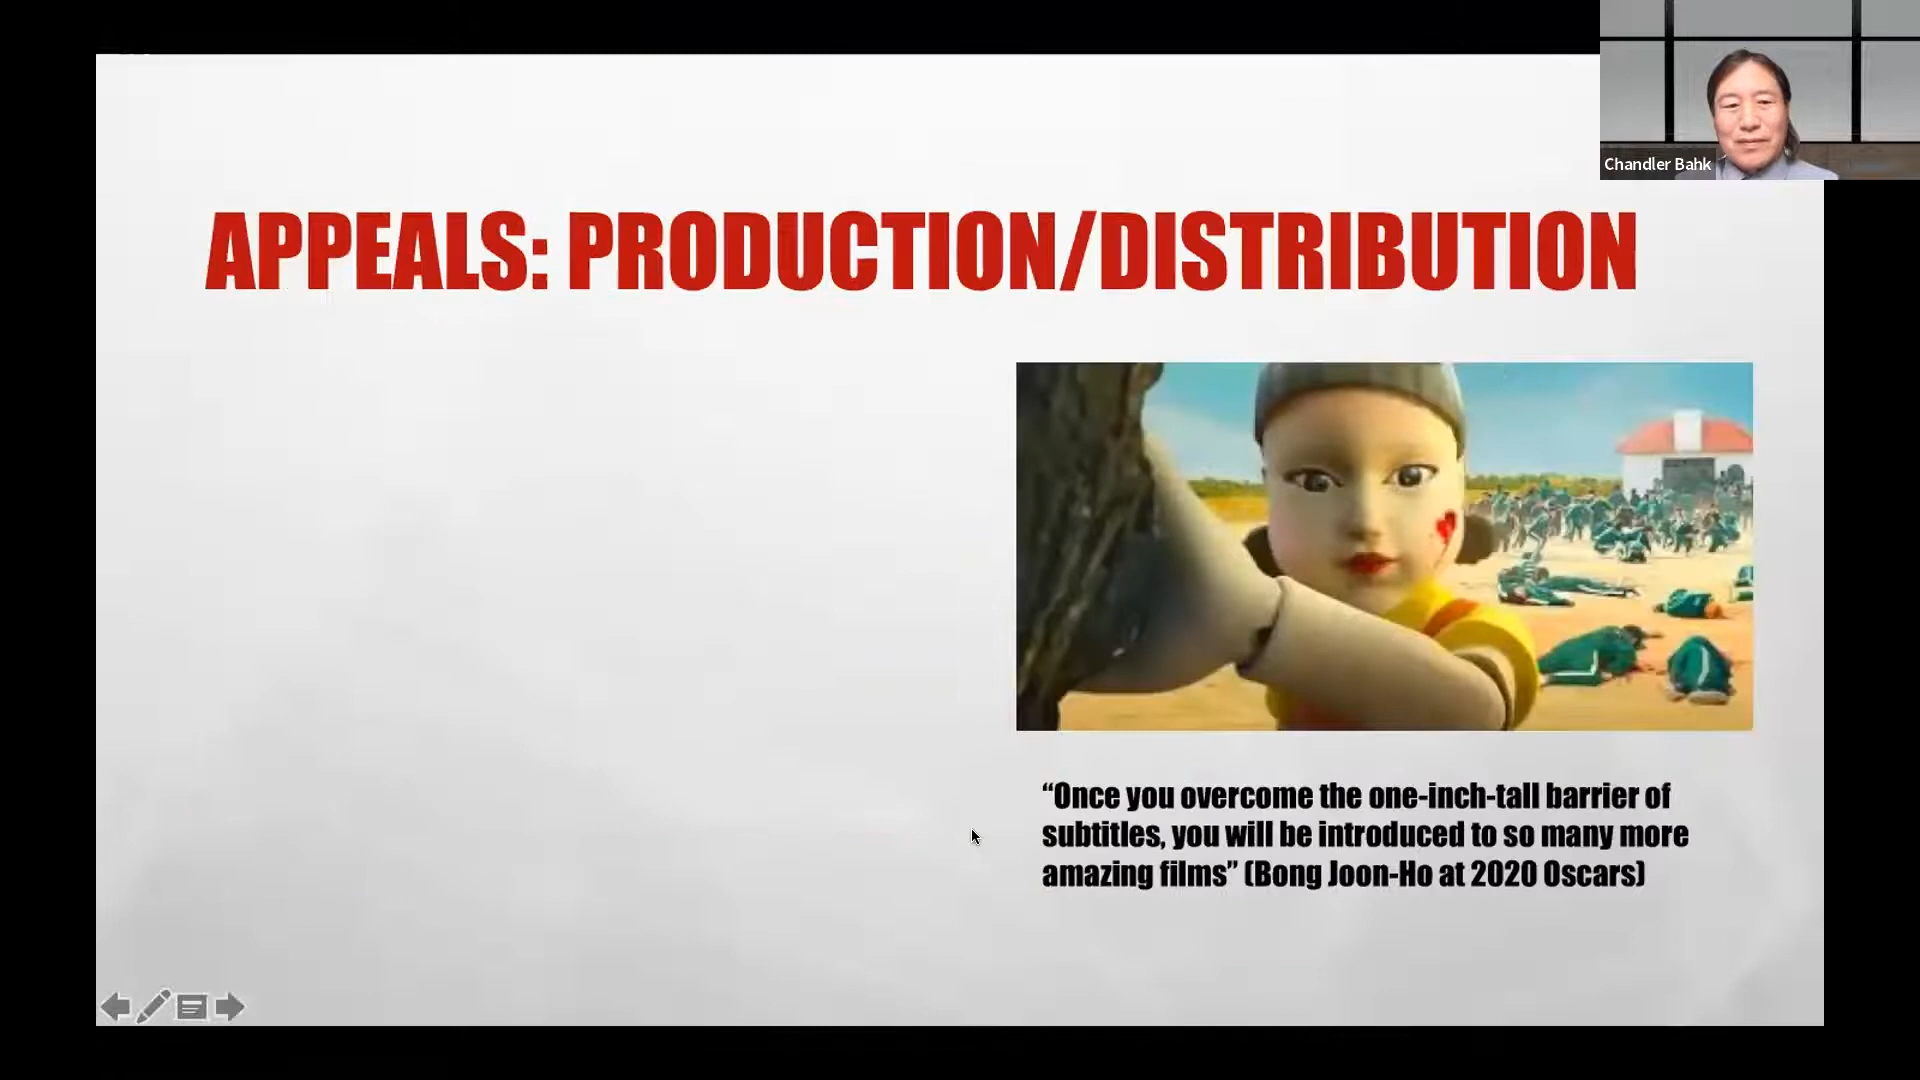 Chandler Bahk
APPEALS: PRODUCTION/DISTRIBUTION
“Once you overcome the one-inch-tall barrier of
subtitles, you will be introduced to so many more
amazing films” (Bong Joon-Ho at 2020 Oscars)